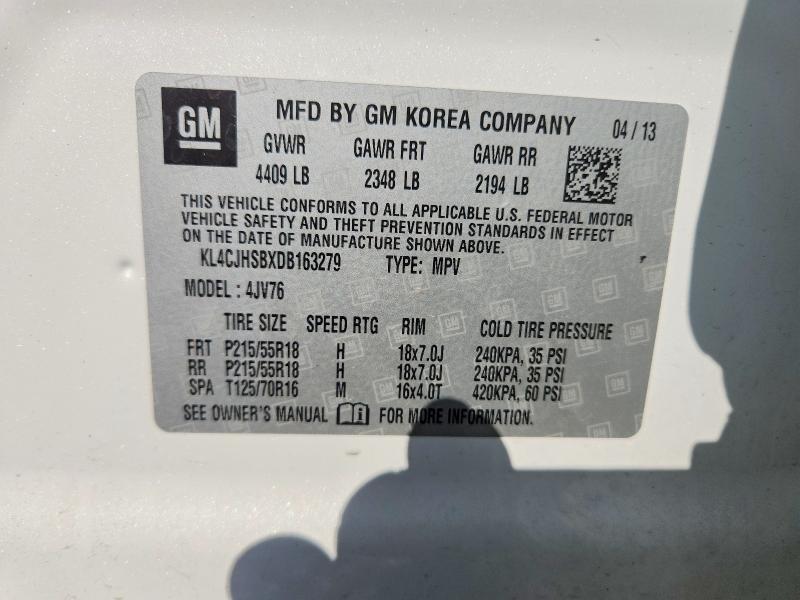 GM
MFD BY GM KOREA COMPANY 04 / 13
GVWR GAWR FRT GAWR RR
4409 LB 2348 LB 2194 LB
THIS VEHICLE CONFORMS TO ALL APPLICABLE U.S. FEDERAL MOTOR
VEHICLE SAFETY AND THEFT PREVENTION STANDARDS IN EFFECT
ON THE DATE OF MANUFACTURE SHOWN ABOVE.
KL4CJHSBXDB163279 TYPE: MPV
MODEL : 4JV76
TIRE SIZE SPEED RTG RIM COLD TIRE PRESSURE
FRT P215/55R18 H 18x7.0J 240KPA, 35 PSI
RR P215/55R18 H 18x7.0J 240KPA, 35 PSI
SPA T125/70R16 M 16x4.0T 420KPA, 60 PSI
SEE OWNER'S MANUAL FOR MORE INFORMATION.